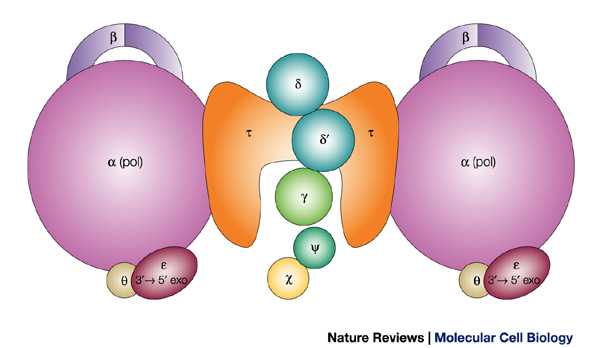 β
β
δ
τ
τ
δ′
α (pol)
α (pol)
γ
ψ
ε
3′→ 5′ exo
θ
χ
ε
3′→ 5′ exo
θ
Nature Reviews | Molecular Cell Biology